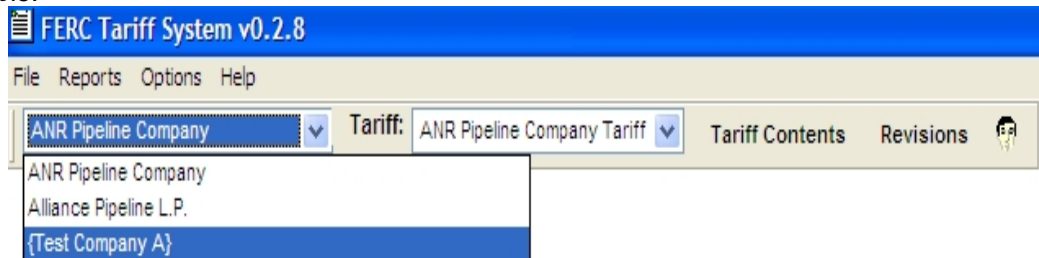 FERC Tariff System v0.2.8
File Reports Options Help
ANR Pipeline Company Tariff: ANR Pipeline Company Tariff Tariff Contents Revisions
ANR Pipeline Company
Alliance Pipeline L.P.
{Test Company A}